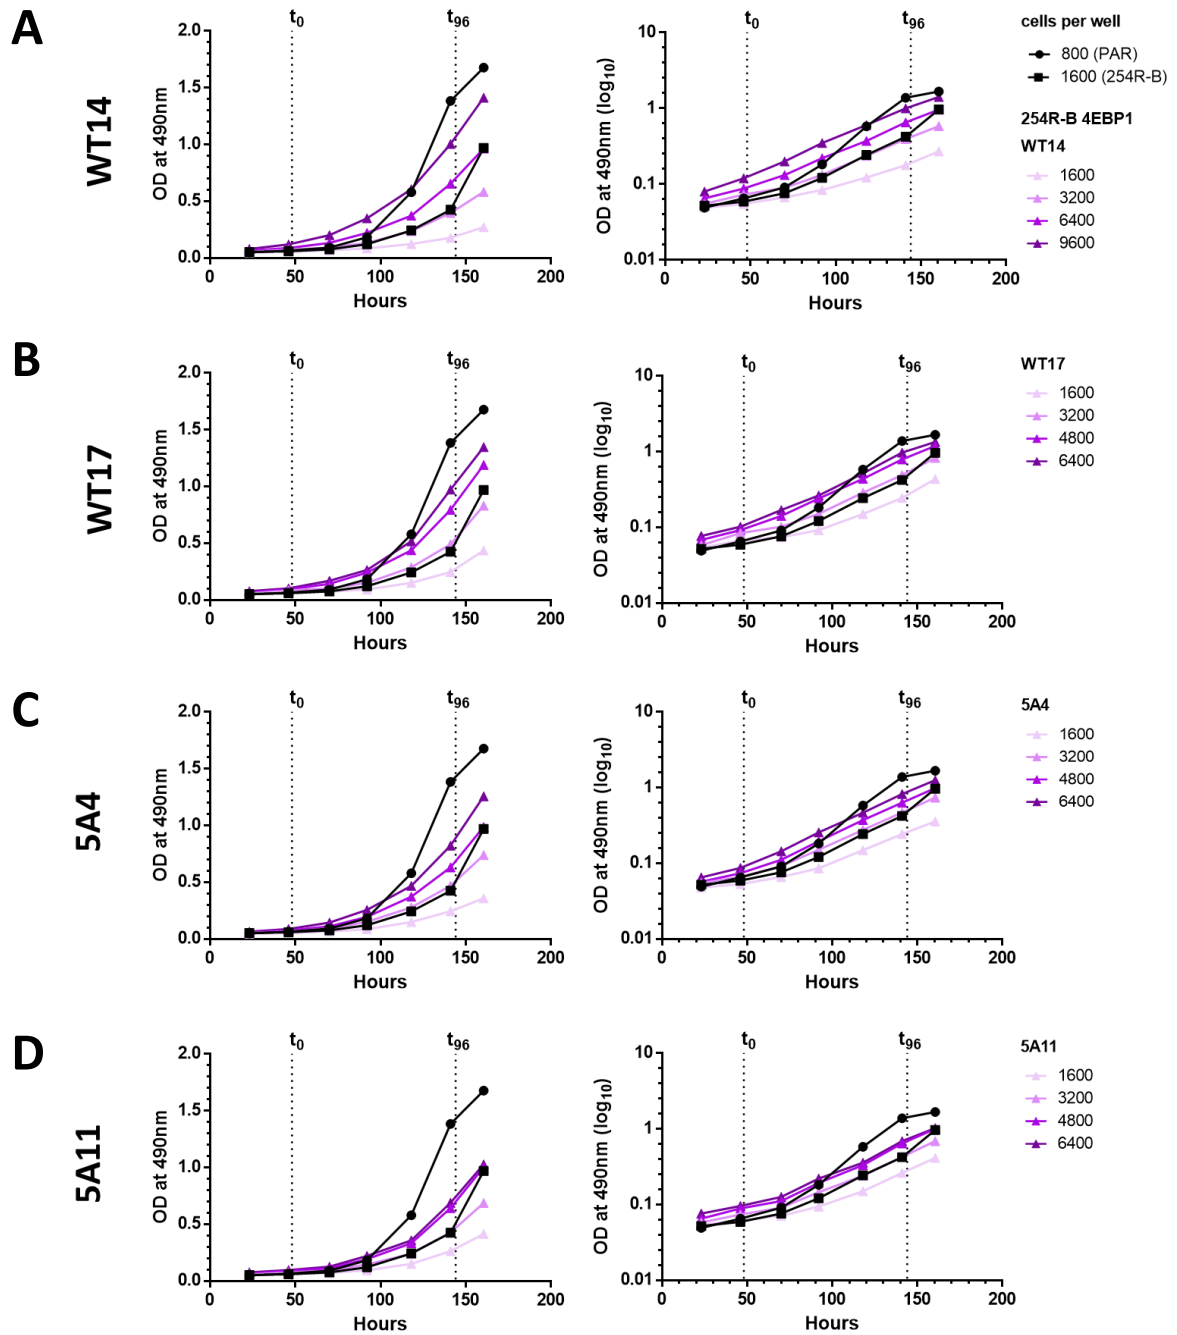 A
WT14
t0
t96
2.0
1.5
1.0
0.5
0.0
OD at 490nm
0
50
100
150
200
Hours
t0
t96
10
1
0.1
0.01
OD at 490nm (log10)
0
50
100
150
200
Hours
cells per well
800 (PAR)
1600 (254R-B)
254R-B 4EBP1
WT14
1600
3200
6400
9600
B
WT17
t0
t96
2.0
1.5
1.0
0.5
0.0
OD at 490nm
0
50
100
150
200
Hours
t0
t96
10
1
0.1
0.01
OD at 490nm (log10)
0
50
100
150
200
Hours
WT17
1600
3200
4800
6400
C
5A4
t0
t96
2.0
1.5
1.0
0.5
0.0
OD at 490nm
0
50
100
150
200
Hours
t0
t96
10
1
0.1
0.01
OD at 490nm (log10)
0
50
100
150
200
Hours
5A4
1600
3200
4800
6400
D
5A11
t0
t96
2.0
1.5
1.0
0.5
0.0
OD at 490nm
0
50
100
150
200
Hours
t0
t96
10
1
0.1
0.01
OD at 490nm (log10)
0
50
100
150
200
Hours
5A11
1600
3200
4800
6400